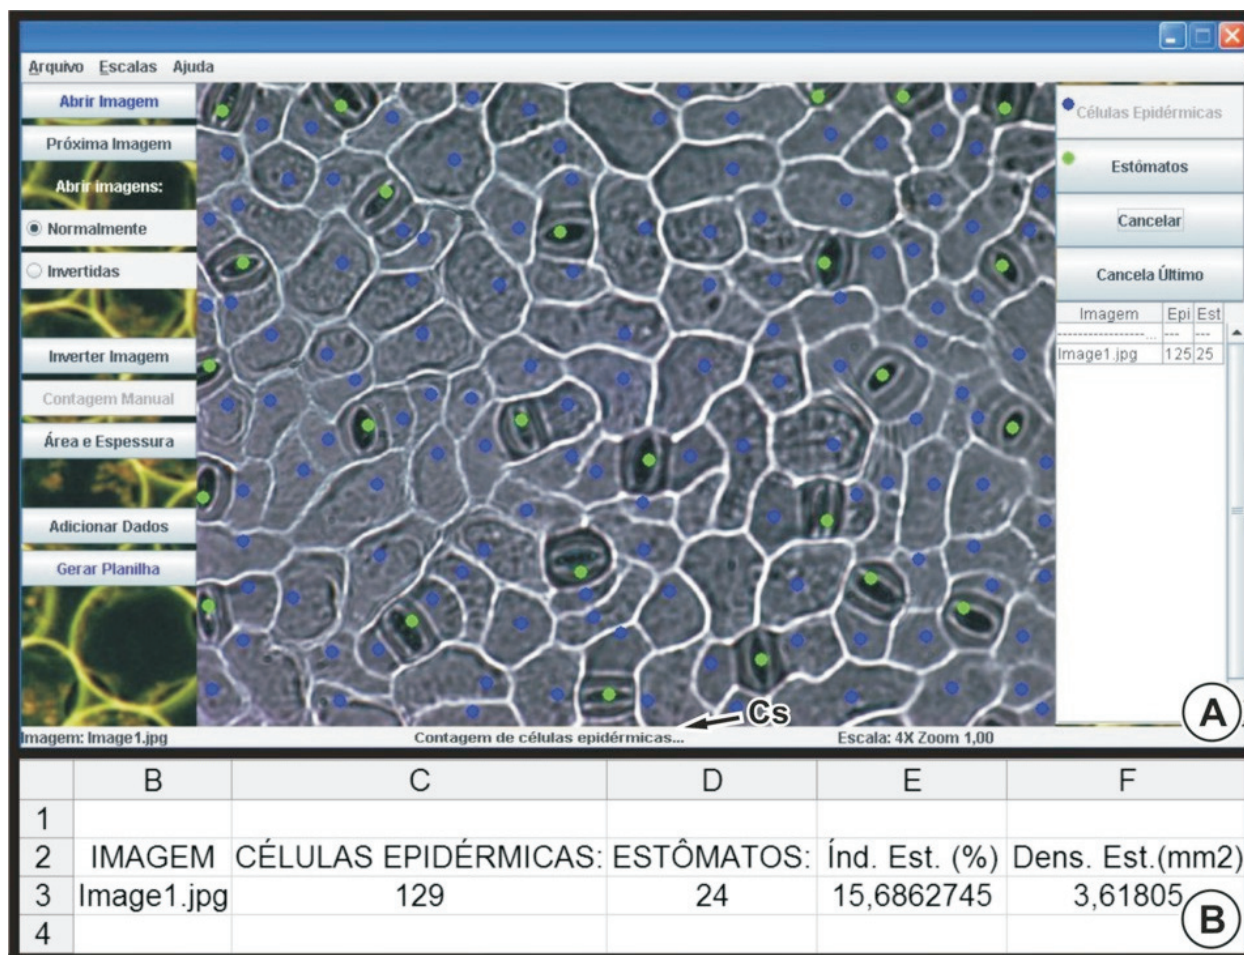 Arquivo Escalas Ajuda
Abrir Imagem
Próxima Imagem
Abrir imagens:
Normalmente
Invertidas
Inverter Imagem
Contagem Manual
Área e Espessura
Adicionar Dados
Gerar Planilha
Células Epidérmicas
Estômatos
Cancelar
Cancela Último
Imagem Epi Est
-----------------... --- ---
Image1.jpg 125 25
Cs
A
Imagem: Image1.jpg Contagem de células epidérmicas... Escala: 4X Zoom 1,00
B C D E F
1
2 IMAGEM CÉLULAS EPIDÉRMICAS: ESTÔMATOS: Índ. Est. (%) Dens. Est.(mm2)
3 Image1.jpg 129 24 15,6862745 3,61805
4
B